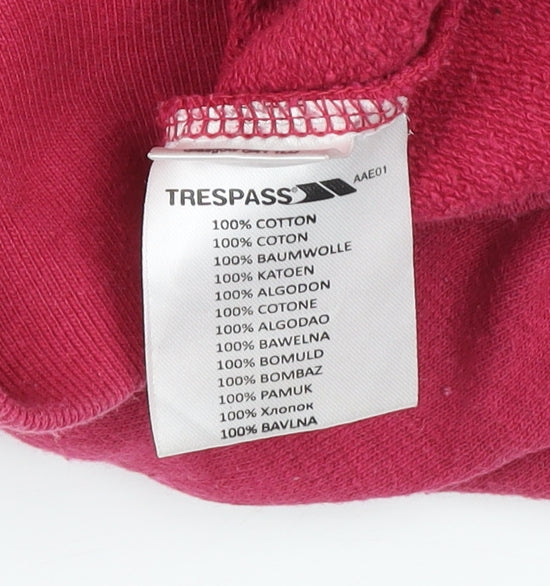 TRESPASS® AAE01
100% COTTON
100% COTON
100% BAUMWOLLE
100% KATOEN
100% ALGODON
100% COTONE
100% ALGODAO
100% BAWELNA
100% BOMULD
100% BOMBAZ
100% PAMUK
100% Хлопок
100% BAVLNA